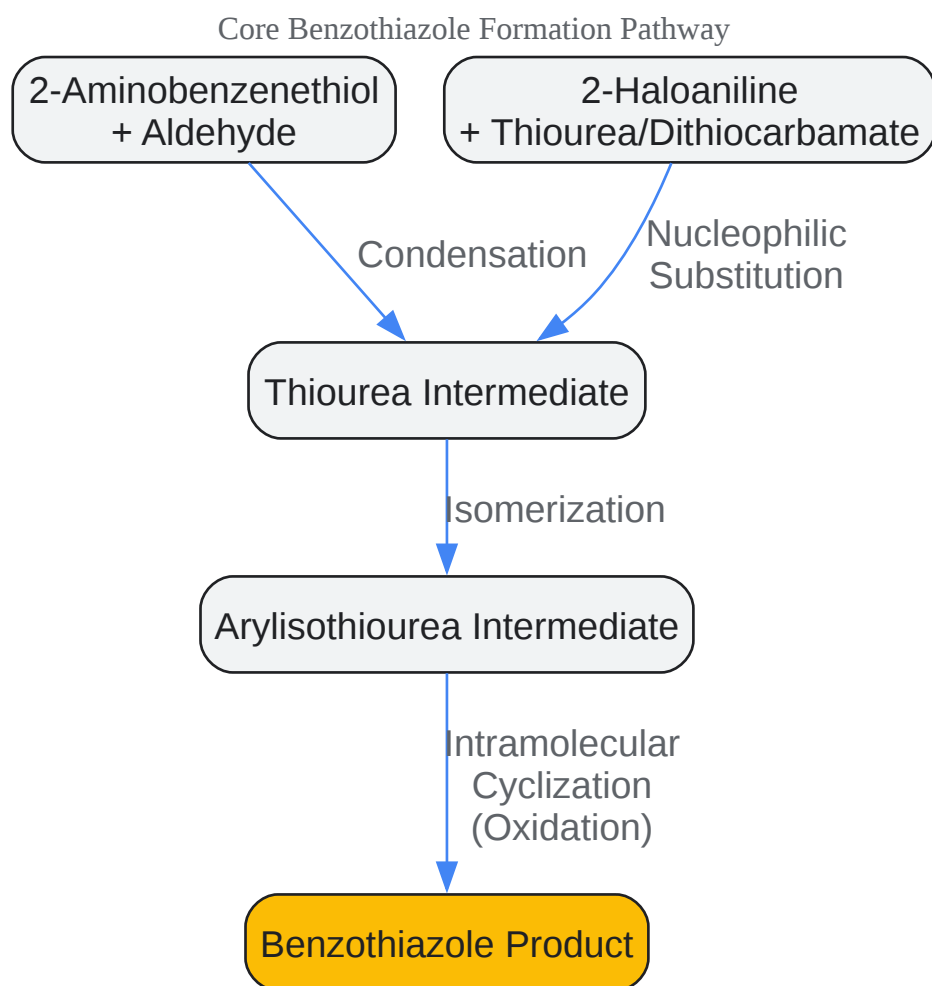 Core Benzothiazole Formation Pathway
2-Aminobenzenethiol
+ Aldehyde
2-Haloaniline
+ Thiourea/Dithiocarbamate
Condensation
Nucleophilic
Substitution
Thiourea Intermediate
Isomerization
Arylisothiourea Intermediate
Intramolecular
Cyclization
(Oxidation)
Benzothiazole Product